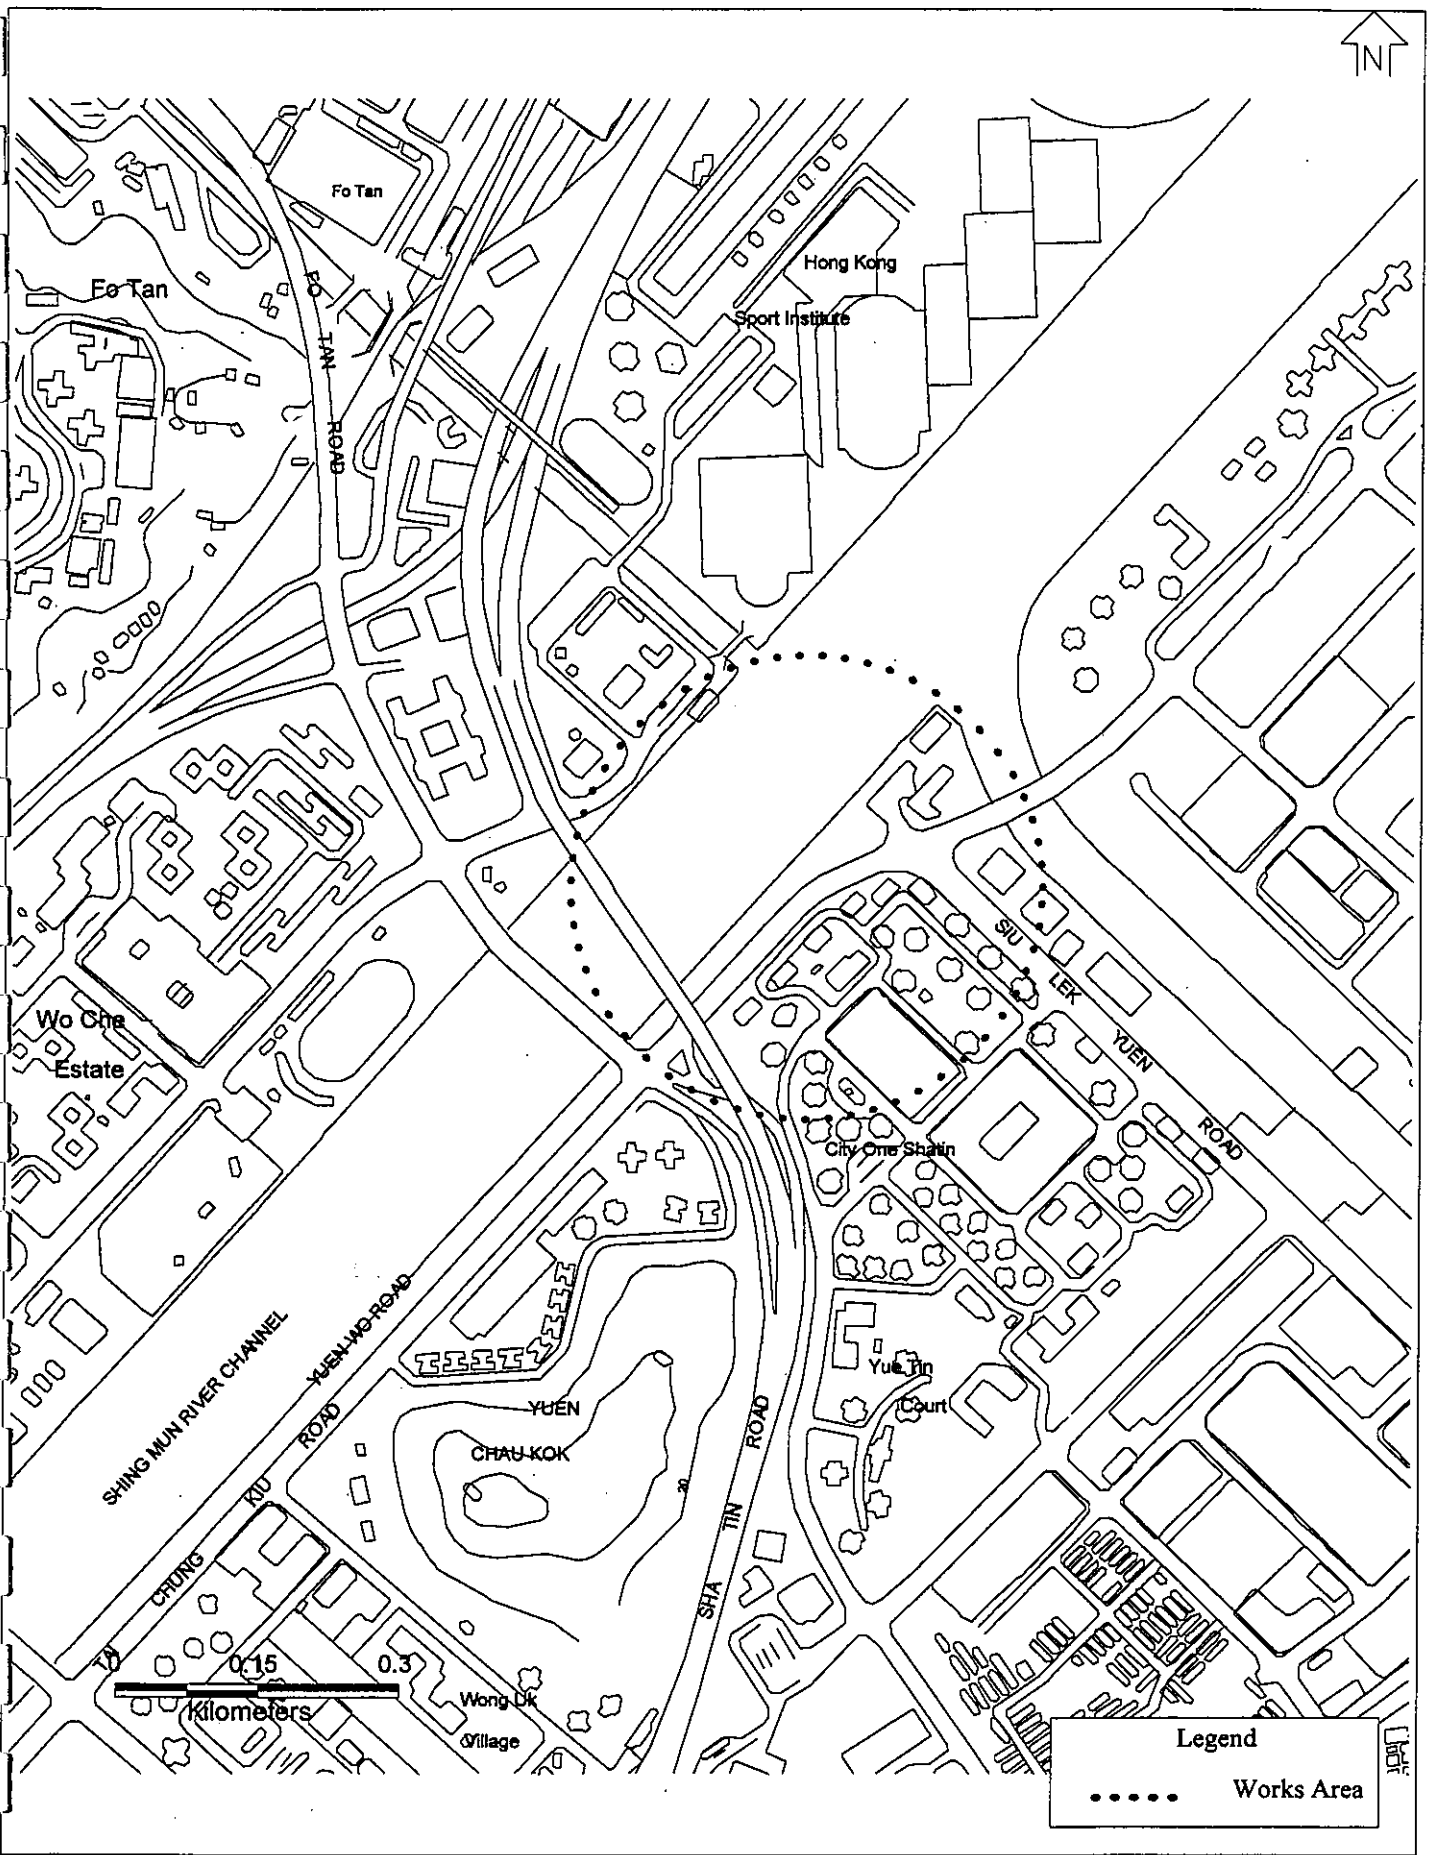 N
Fo Tan
Hong Kong
Sport Institute
Fo Tan
FO TAN ROAD
SIU LEK YUEN ROAD
Wo Che
Estate
City One Shatin
SHING MUN RIVER CHANNEL
YUEN WO ROAD
Yue Tin
Court
YUEN
CHAU KOK
20
TAI CHUNG KIU ROAD
SHA TIN ROAD
0 0.15 0.3
Kilometers
Wong Uk
Village
Legend
Works Area